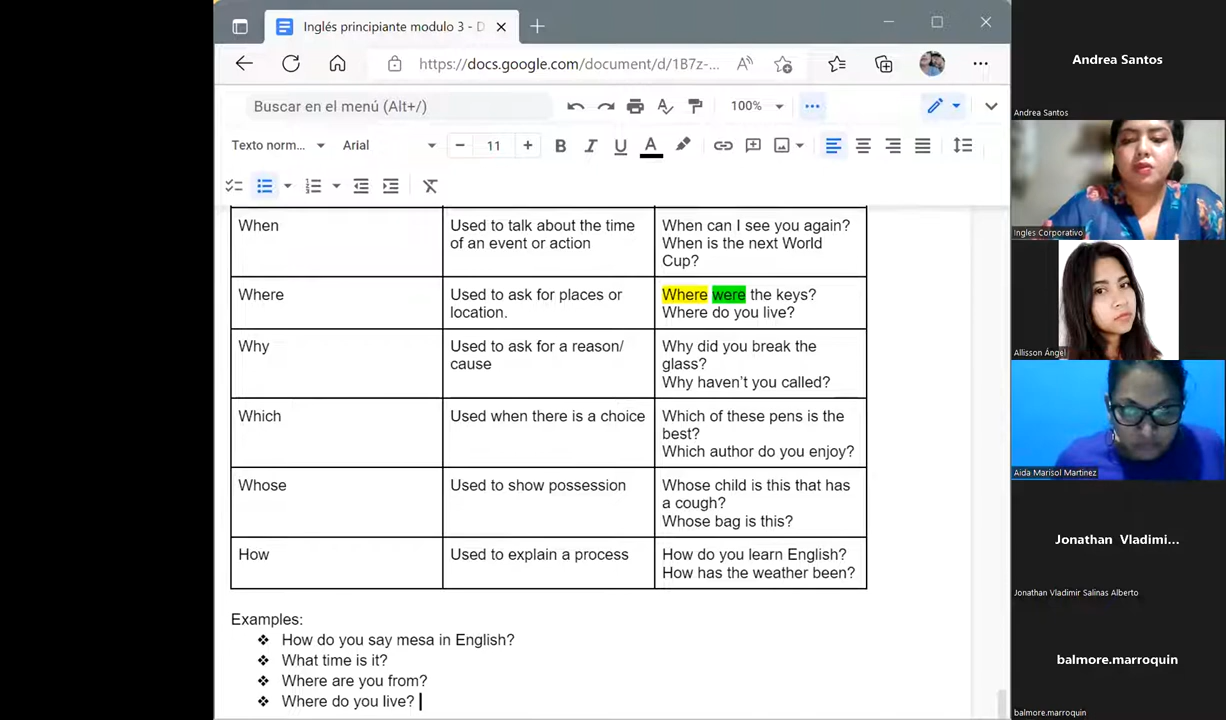 Inglés principiante modulo 3 - D
https://docs.google.com/document/d/1B7z-...
Buscar en el menú (Alt+/)
100%
Texto norm...
Arial
11
When
Used to talk about the time
of an event or action
When can I see you again?
When is the next World
Cup?
Where
Used to ask for places or
location.
Where were the keys?
Where do you live?
Why
Used to ask for a reason/
cause
Why did you break the
glass?
Why haven't you called?
Which
Used when there is a choice
Which of these pens is the
best?
Which author do you enjoy?
Whose
Used to show possession
Whose child is this that has
a cough?
Whose bag is this?
How
Used to explain a process
How do you learn English?
How has the weather been?
Examples:
❖ How do you say mesa in English?
❖ What time is it?
❖ Where are you from?
❖ Where do you live?
Andrea Santos
Andrea Santos
Ingles Corporativo
Allisson Ángel
Aida Marisol Martinez
Jonathan Vladimi...
Jonathan Vladimir Salinas Alberto
balmore.marroquin
balmore.marroquin